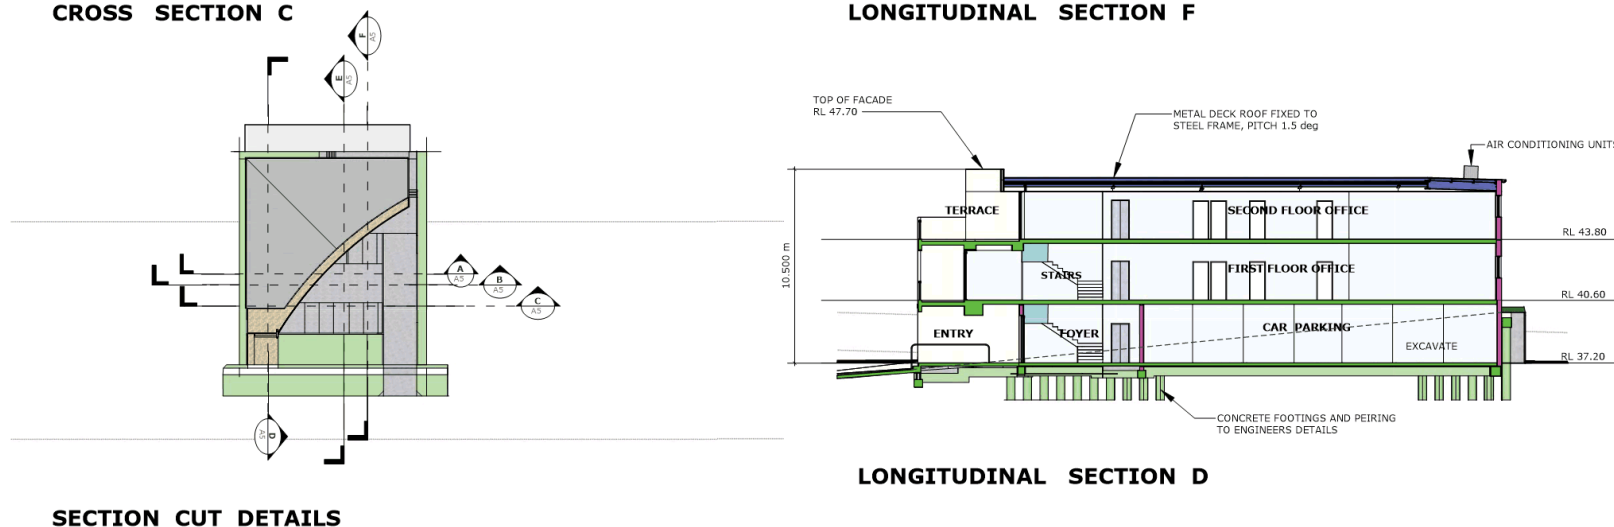 CROSS SECTION C
LONGITUDINAL SECTION F
F
A5
E
A5
A
A5
B
A5
C
A5
D
A5
TOP OF FACADE
RL 47.70
METAL DECK ROOF FIXED TO
STEEL FRAME, PITCH 1.5 deg
AIR CONDITIONING UNITS
TERRACE
SECOND FLOOR OFFICE
RL 43.80
10.500 m
STAIRS
FIRST FLOOR OFFICE
RL 40.60
ENTRY
FOYER
CAR PARKING
EXCAVATE
RL 37.20
CONCRETE FOOTINGS AND PEIRING
TO ENGINEERS DETAILS
LONGITUDINAL SECTION D
SECTION CUT DETAILS